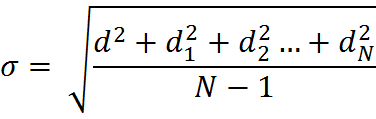 σ = √((d² + d₁² + d₂² … + d_N²) / (N − 1))